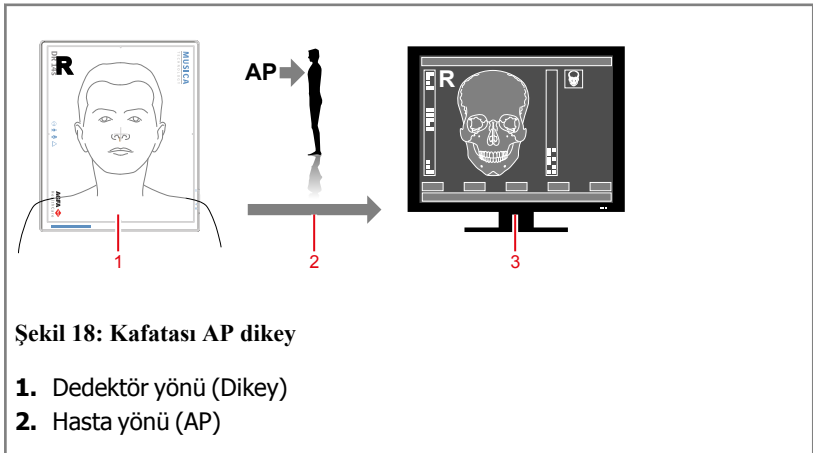 R
DR 14s
MUSICA
AGFA
HEALTHCARE
AP
R
1
2
3
Şekil 18: Kafatası AP dikey
1. Dedektör yönü (Dikey)
2. Hasta yönü (AP)